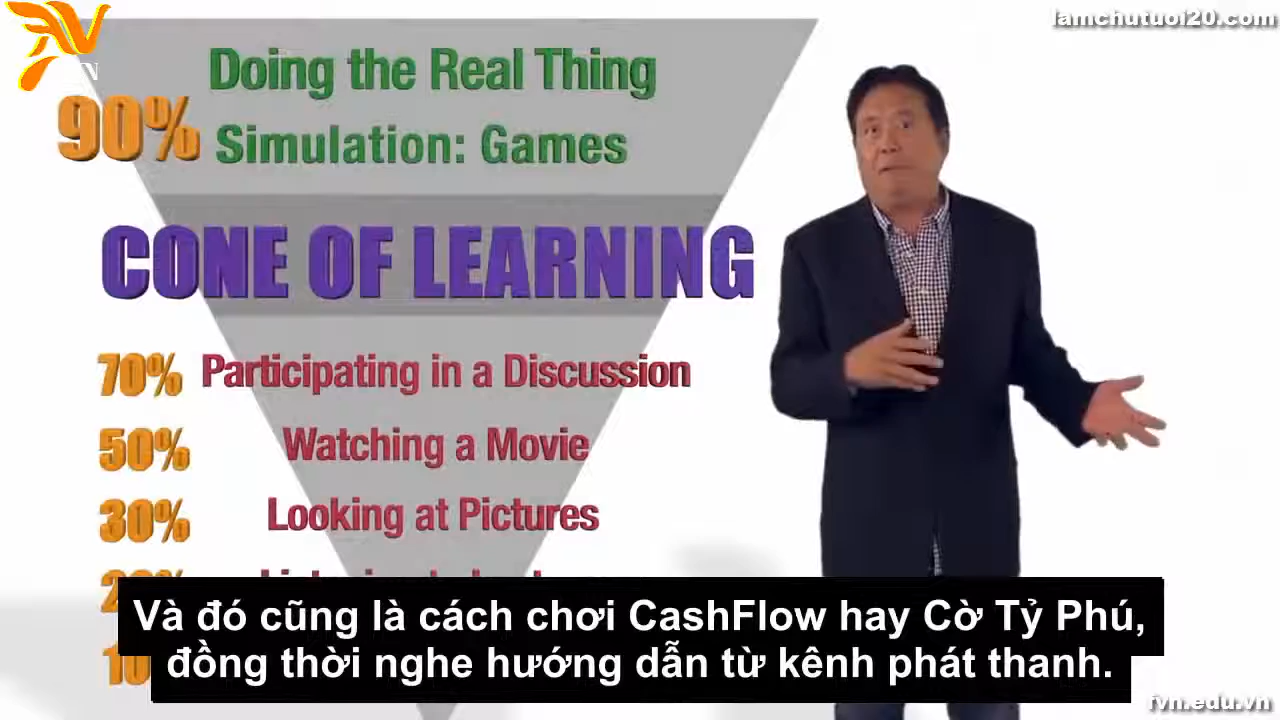 lamchutuoi20.com
Doing the Real Thing
90%
Simulation: Games
CONE OF LEARNING
70% Participating in a Discussion
50% Watching a Movie
30% Looking at Pictures
Và đó cũng là cách chơi CashFlow hay Cờ Tỷ Phú,
đồng thời nghe hướng dẫn từ kênh phát thanh.
fvn.edu.vn